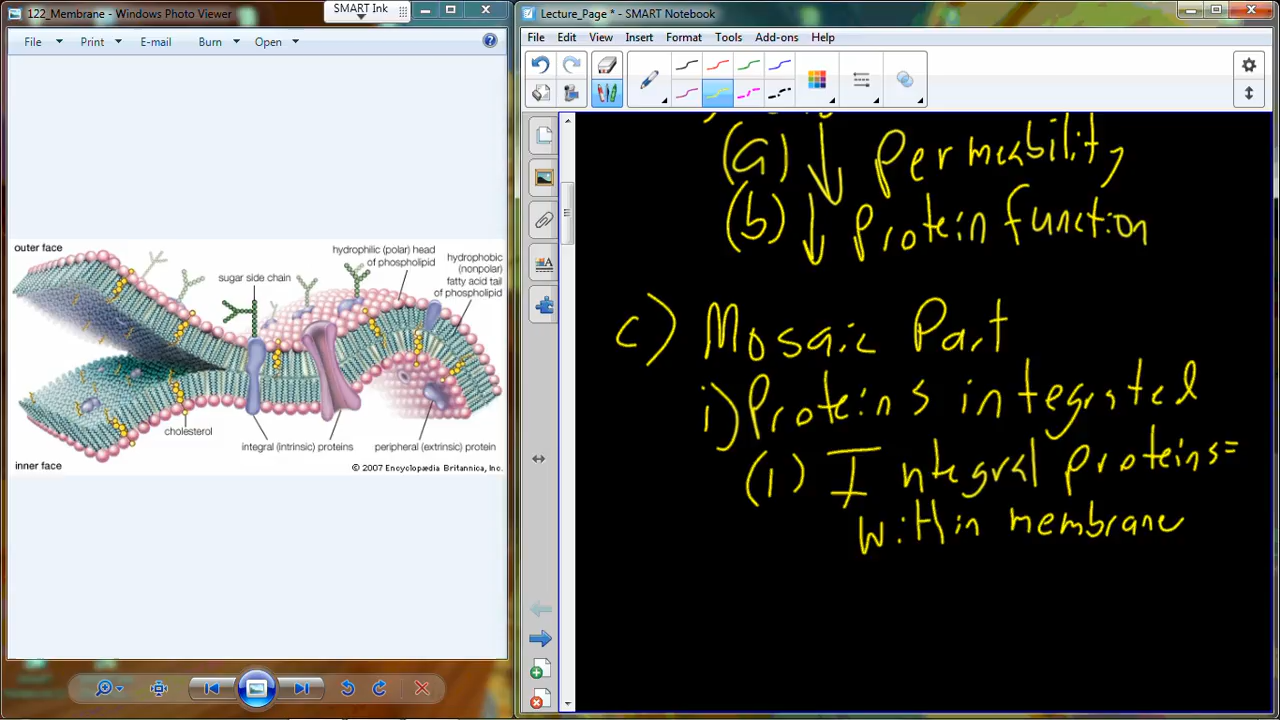 122_Membrane - Windows Photo Viewer
SMART Ink
File Print E-mail Burn Open
outer face
hydrophilic (polar) head
of phospholipid
sugar side chain
hydrophobic
(nonpolar)
fatty acid tail
of phospholipid
cholesterol
integral (intrinsic) proteins
peripheral (extrinsic) protein
inner face
© 2007 Encyclopædia Britannica, Inc.
Lecture_Page * - SMART Notebook
File Edit View Insert Format Tools Add-ons Help
(a) ↓ Permeability
(b) ↓ Protein function
c) Mosaic Part
i) Proteins integrated
(1) Integral proteins=
within membrane